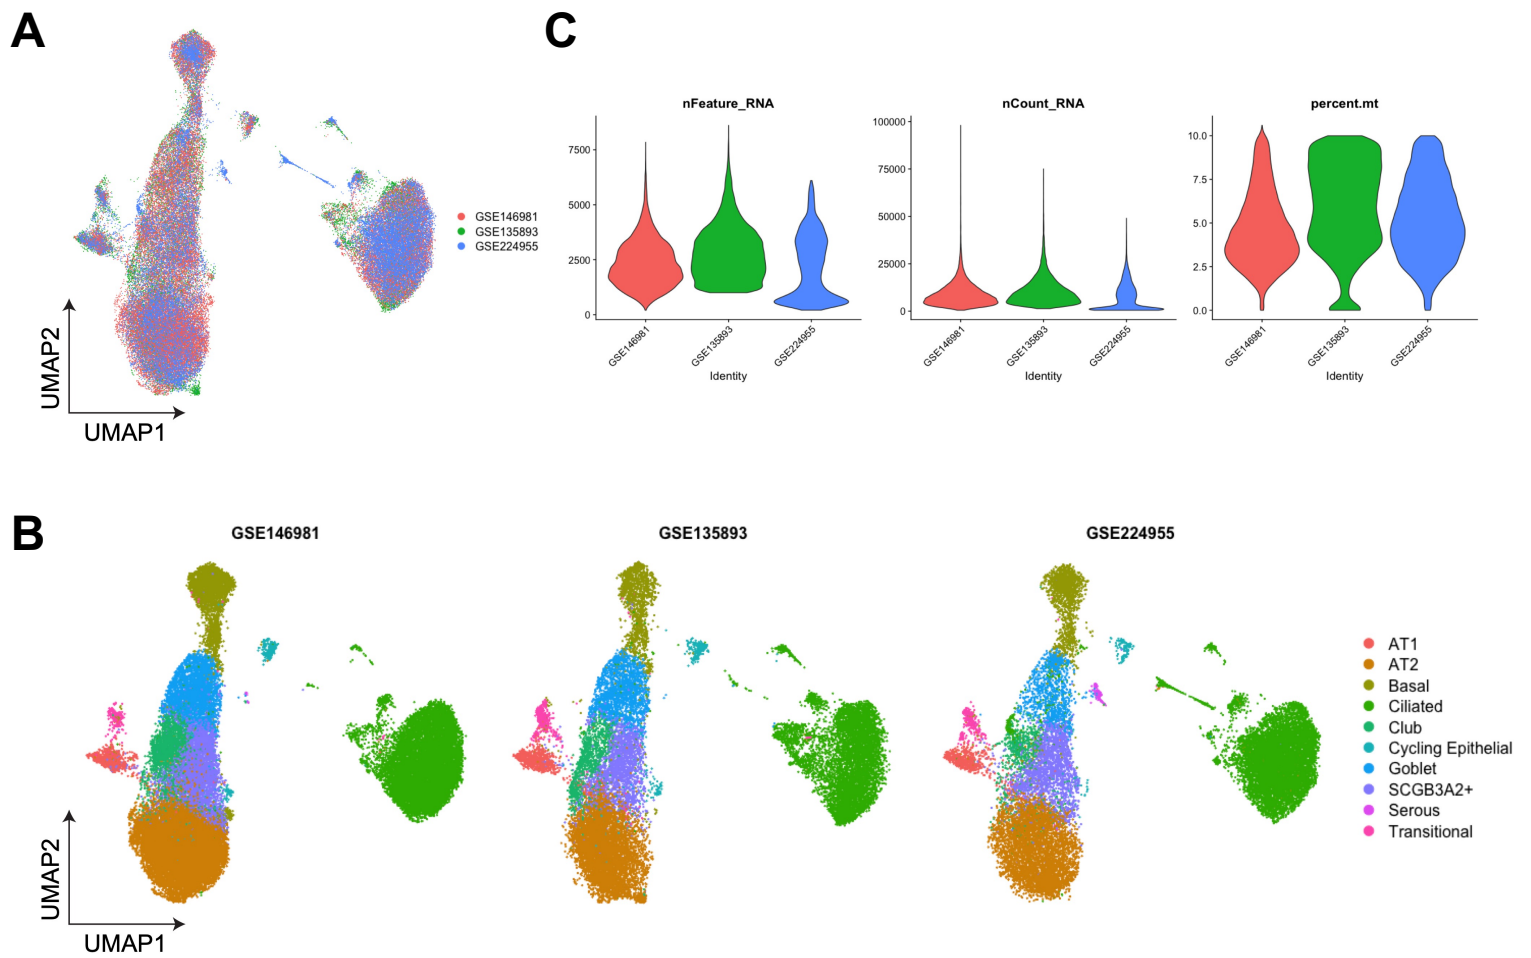 A
GSE146981
GSE135893
GSE224955
UMAP2
UMAP1
C
nFeature_RNA
7500
5000
2500
0
GSE146981
GSE135893
GSE224955
Identity
nCount_RNA
100000
75000
50000
25000
0
GSE146981
GSE135893
GSE224955
Identity
percent.mt
10.0
7.5
5.0
2.5
0.0
GSE146981
GSE135893
GSE224955
Identity
B
GSE146981
GSE135893
GSE224955
UMAP2
UMAP1
AT1
AT2
Basal
Ciliated
Club
Cycling Epithelial
Goblet
SCGB3A2+
Serous
Transitional